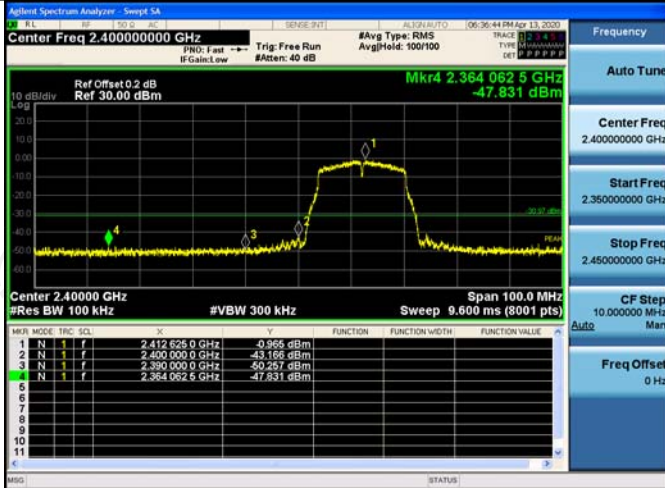 Agilent Spectrum Analyzer - Swept SA
RL RF 50 Ω AC SENSE:INT ALIGN AUTO 06:36:44 PM Apr 13, 2020
Center Freq 2.400000000 GHz
PNO: Fast
IFGain:Low
Trig: Free Run
#Atten: 40 dB
#Avg Type: RMS
Avg|Hold: 100/100
TRACE 1 2 3 4 5 6
TYPE M
DET P P P P P P
Ref Offset 0.2 dB
Ref 30.00 dBm
10 dB/div
Log
Mkr4 2.364 062 5 GHz
-47.831 dBm
20.0
10.0
0.00
-10.0
-20.0
-30.0
-40.0
-50.0
-60.0
1
2
3
4
-30.97 dBm
PEAK
Center 2.40000 GHz Span 100.0 MHz
#Res BW 100 kHz #VBW 300 kHz Sweep 9.600 ms (8001 pts)
MKR MODE TRC SCL X Y FUNCTION FUNCTION WIDTH FUNCTION VALUE
1 N 1 f 2.412 625 0 GHz -0.965 dBm
2 N 1 f 2.400 000 0 GHz -43.166 dBm
3 N 1 f 2.390 000 0 GHz -50.257 dBm
4 N 1 f 2.364 062 5 GHz -47.831 dBm
5
6
7
8
9
10
11
MSG STATUS
Frequency
Auto Tune
Center Freq
2.400000000 GHz
Start Freq
2.350000000 GHz
Stop Freq
2.450000000 GHz
CF Step
10.000000 MHz
Auto Man
Freq Offset
0 Hz